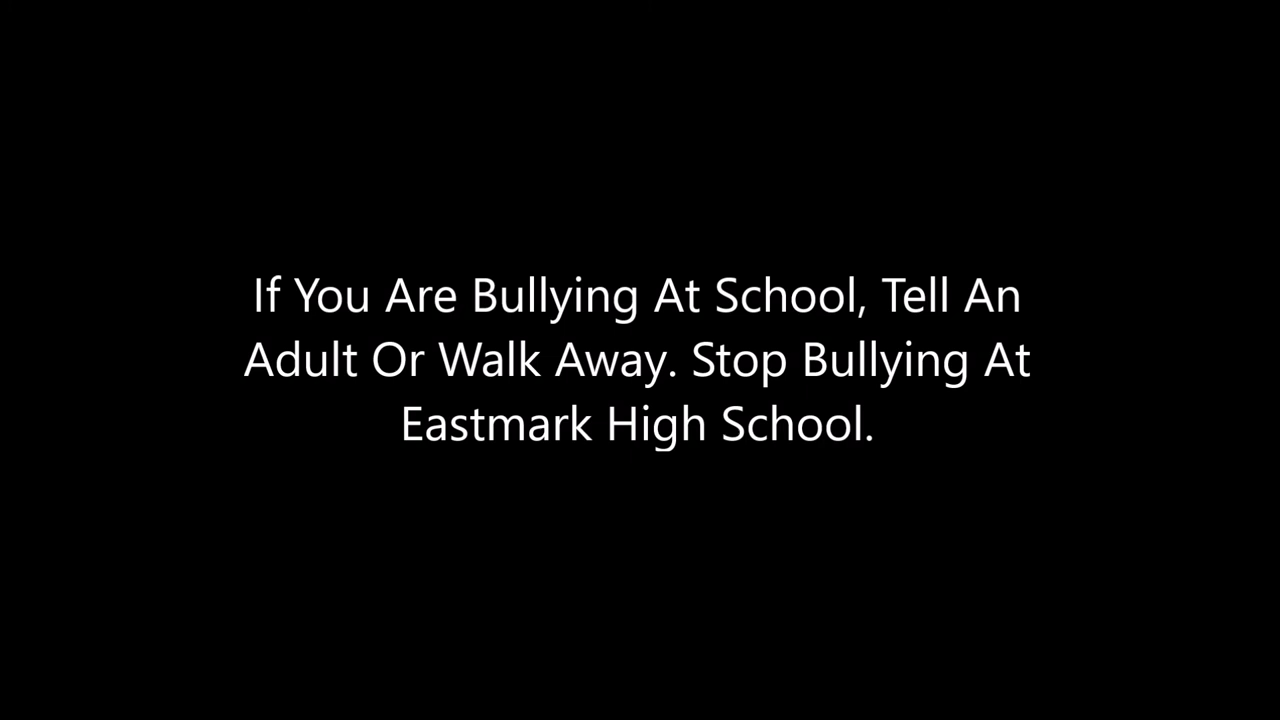 If You Are Bullying At School, Tell An
Adult Or Walk Away. Stop Bullying At
Eastmark High School.